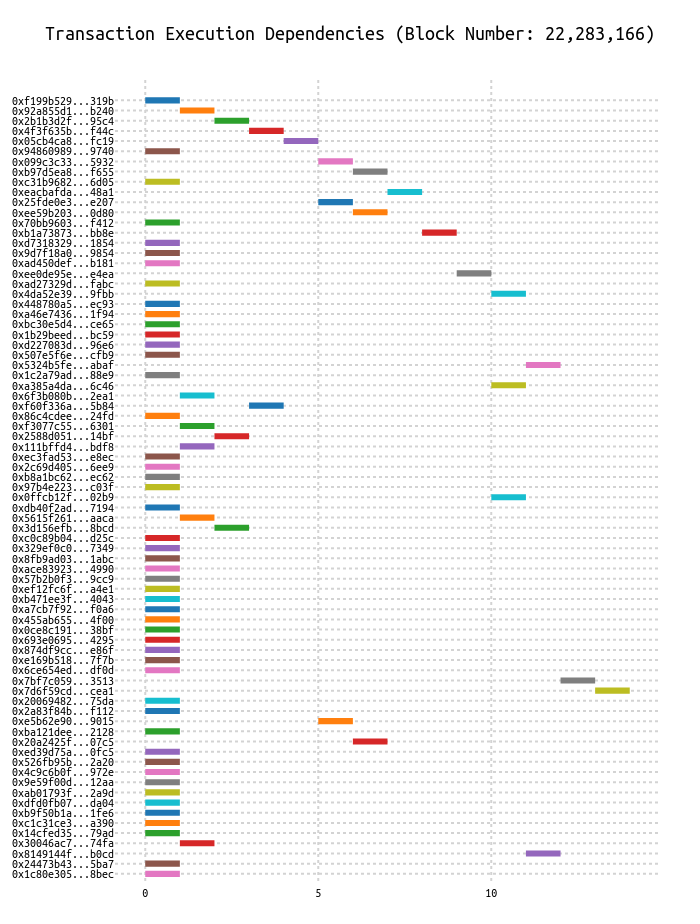 Transaction Execution Dependencies (Block Number: 22,283,166)
0xf199b529...319b
0x92a855d1...b240
0x2b1b3d2f...95c4
0x4f3f635b...f44c
0x05cb4ca8...fc19
0x94860989...9740
0x099c3c33...5932
0xb97d5ea8...f655
0xc31b9682...6d05
0xeacbafda...48a1
0x25fde0e3...e207
0xee59b203...0d80
0x70bb9603...f412
0xb1a73873...bb8e
0xd7318329...1854
0x9d7f18a0...9854
0xad450def...b181
0xee0de95e...e4ea
0xad27329d...fabc
0x4da52e39...9fbb
0x448780a5...ec93
0xa46e7436...1f94
0xbc30e5d4...ce65
0x1b29beed...bc59
0xd227083d...96e6
0x507e5f6e...cfb9
0x5324b5fe...abaf
0x1c2a79ad...88e9
0xa385a4da...6c46
0x6f3b080b...2ea1
0xf60f336a...5b84
0x86c4cdee...24fd
0xf3077c55...6301
0x2588d051...14bf
0x111bffd4...bdf8
0xec3fad53...e8ec
0x2c69d405...6ee9
0xb8a1bc62...ec62
0x97b4e223...c03f
0x0ffcb12f...02b9
0xdb40f2ad...7194
0x5615f261...aaca
0x3d156efb...8bcd
0xc0c89b04...d25c
0x329ef0c0...7349
0x8fb9ad03...1abc
0xace83923...4990
0x57b2b0f3...9cc9
0xef12fc6f...a4e1
0xb471ee3f...4043
0xa7cb7f92...f0a6
0x455ab655...4f00
0x0ce8c191...38bf
0x693e0695...4295
0x874df9cc...e86f
0xe169b518...7f7b
0x6ce654ed...df0d
0x7bf7c059...3513
0x7d6f59cd...cea1
0x20069482...75da
0x2a83f84b...f112
0xe5b62e90...9015
0xba121dee...2128
0x20a2425f...07c5
0xed39d75a...0fc5
0x526fb95b...2a20
0x4c9c6b0f...972e
0x9e59f00d...12aa
0xab01793f...2a9d
0xdfd0fb07...da04
0xb9f50b1a...1fe6
0xc1c31ce3...a390
0x14cfed35...79ad
0x30046ac7...74fa
0x8149144f...b0cd
0x24473b43...5ba7
0x1c80e305...8bec
0 5 10